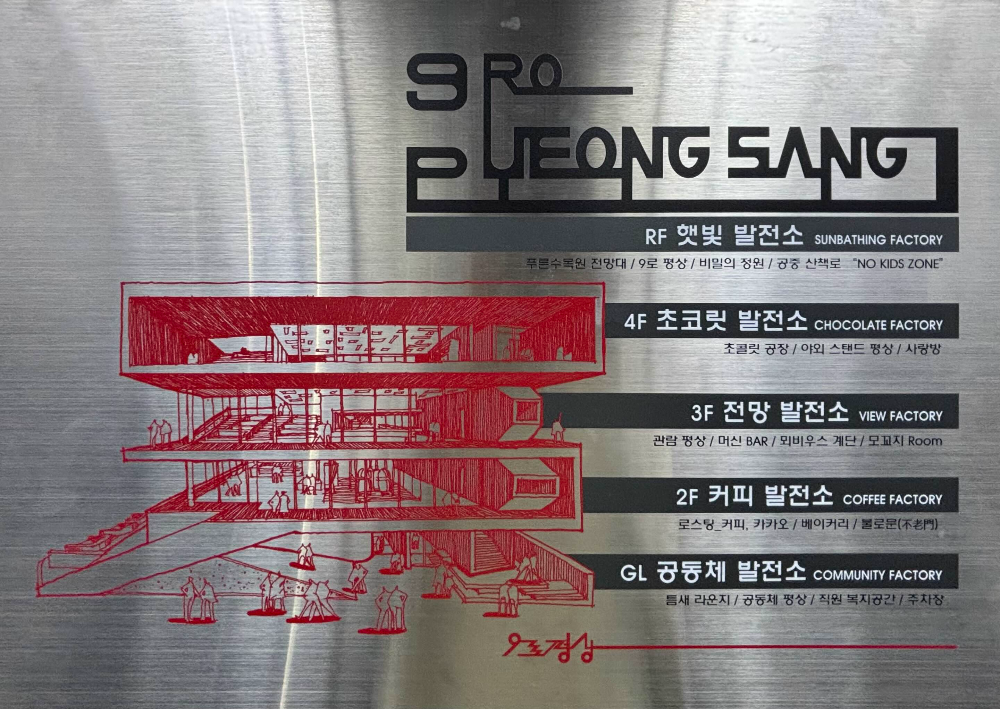 9 RO
PYEONG SANG
RF 햇빛 발전소 SUNBATHING FACTORY
푸른수목원 전망대 / 9로 평상 / 비밀의 정원 / 공중 산책로 "NO KIDS ZONE"
4F 초코릿 발전소 CHOCOLATE FACTORY
초콜릿 공장 / 야외 스탠드 평상 / 사랑방
3F 전망 발전소 VIEW FACTORY
관람 평상 / 머신 BAR / 뫼비우스 계단 / 모꼬지 Room
2F 커피 발전소 COFFEE FACTORY
로스팅_커피, 카카오 / 베이커리 / 불로문(不老門)
GL 공동체 발전소 COMMUNITY FACTORY
틈새 라운지 / 공동체 평상 / 직원 복지공간 / 주차장
9로평상